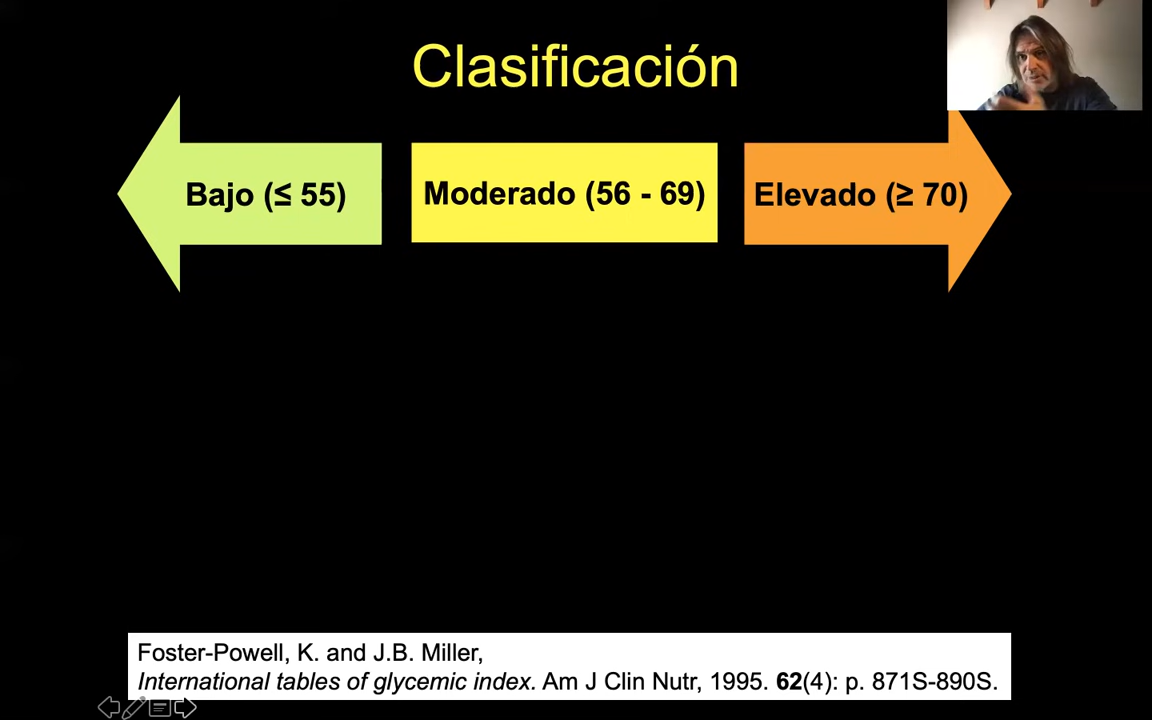 Clasificación
Bajo (≤ 55)
Moderado (56 - 69)
Elevado (≥ 70)
Foster-Powell, K. and J.B. Miller,
International tables of glycemic index. Am J Clin Nutr, 1995. 62(4): p. 871S-890S.